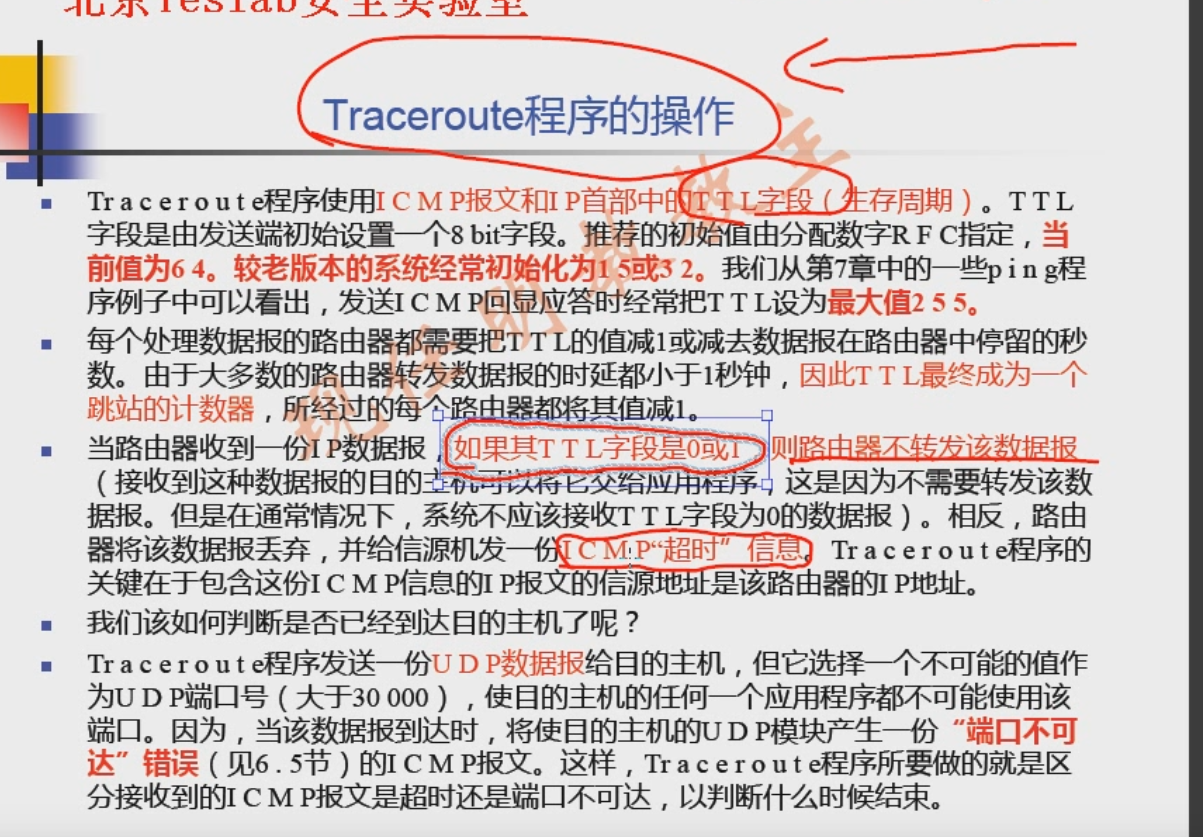 北京Yeslab安全实验室
Traceroute程序的操作
Traceroute程序使用ICMP报文和IP首部中的TTL字段（生存周期）。TTL
字段是由发送端初始设置一个8 bit字段。推荐的初始值由分配数字RFC指定，当
前值为64。较老版本的系统经常初始化为15或32。我们从第7章中的一些ping程
序例子中可以看出，发送ICMP回显应答时经常把TTL设为最大值255。
每个处理数据报的路由器都需要把TTL的值减1或减去数据报在路由器中停留的秒
数。由于大多数的路由器转发数据报的时延都小于1秒钟，因此TTL最终成为一个
跳站的计数器，所经过的每个路由器都将其值减1。
当路由器收到一份IP数据报，如果其TTL字段是0或1，则路由器不转发该数据报
（接收到这种数据报的目的主机可以将它交给应用程序，这是因为不需要转发该数
据报。但是在通常情况下，系统不应该接收TTL字段为0的数据报）。相反，路由
器将该数据报丢弃，并给信源机发一份ICMP“超时”信息。Traceroute程序的
关键在于包含这份ICMP信息的IP报文的信源地址是该路由器的IP地址。
我们该如何判断是否已经到达目的主机了呢？
Traceroute程序发送一份UDP数据报给目的主机，但它选择一个不可能的值作
为UDP端口号（大于30 000），使目的主机的任何一个应用程序都不可能使用该
端口。因为，当该数据报到达时，将使目的主机的UDP模块产生一份“端口不可
达”错误（见6.5节）的ICMP报文。这样，Traceroute程序所要做的就是区
分接收到的ICMP报文是超时还是端口不可达，以判断什么时候结束。
现任明教教主